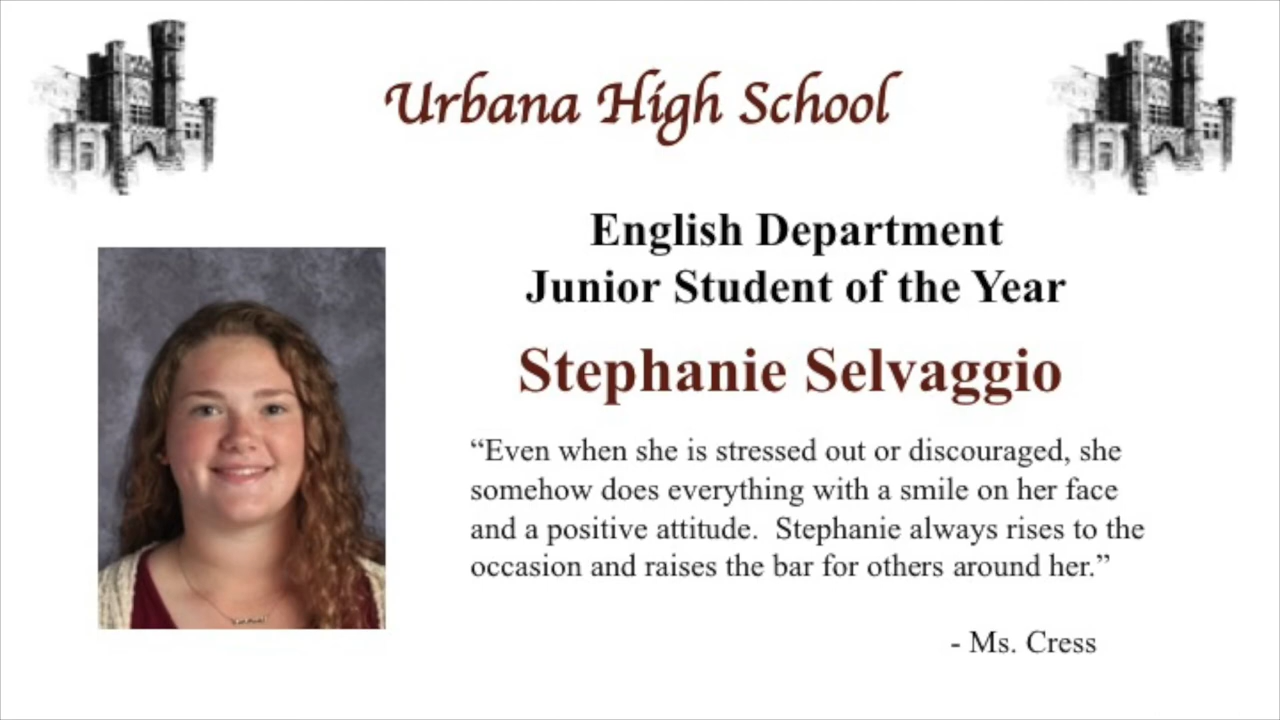 Urbana High School
English Department
Junior Student of the Year
Stephanie Selvaggio
“Even when she is stressed out or discouraged, she
somehow does everything with a smile on her face
and a positive attitude.  Stephanie always rises to the
occasion and raises the bar for others around her.”
- Ms. Cress